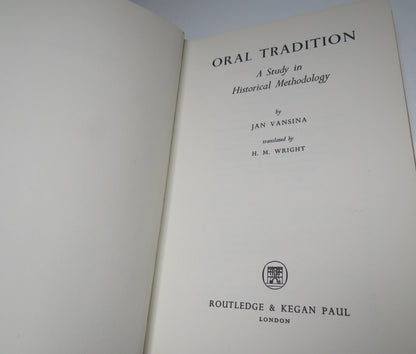 ORAL TRADITION
A Study in
Historical Methodology
by
JAN VANSINA
translated by
H. M. WRIGHT
ROUTLEDGE & KEGAN PAUL
LONDON